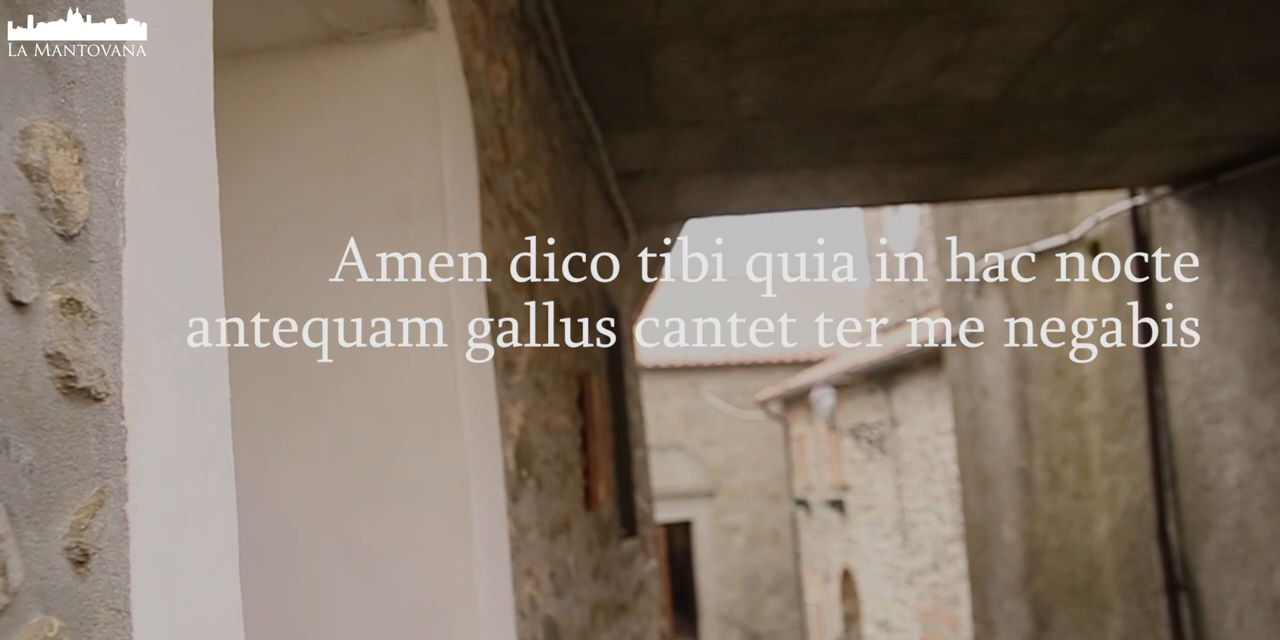 LA MANTOVANA
Amen dico tibi quia in hac nocte
antequam gallus cantet ter me negabis